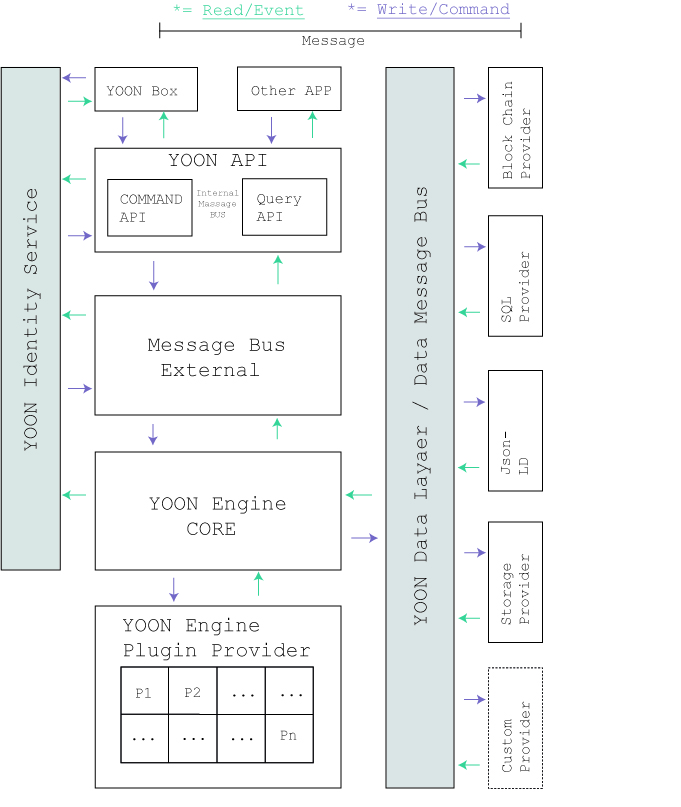 *= Read/Event *= Write/Command
Message
YOON Identity Service
YOON Box
Other APP
YOON API
COMMAND
API
Internal
Massage
BUS
Query
API
Message Bus
External
YOON Engine
CORE
YOON Engine
Plugin Provider
P1 P2 ... ...
... ... ... Pn
YOON Data Layaer / Data Message Bus
Block Chain
Provider
SQL
Provider
Json-
LD
Storage
Provider
Custom
Provider